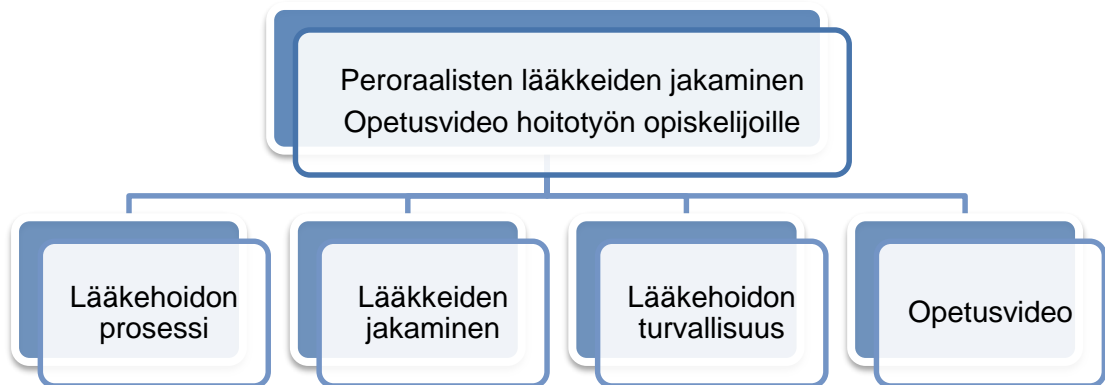 Peroraalisten lääkkeiden jakaminen
Opetusvideo hoitotyön opiskelijoille
Lääkehoidon
prosessi
Lääkkeiden
jakaminen
Lääkehoidon
turvallisuus
Opetusvideo